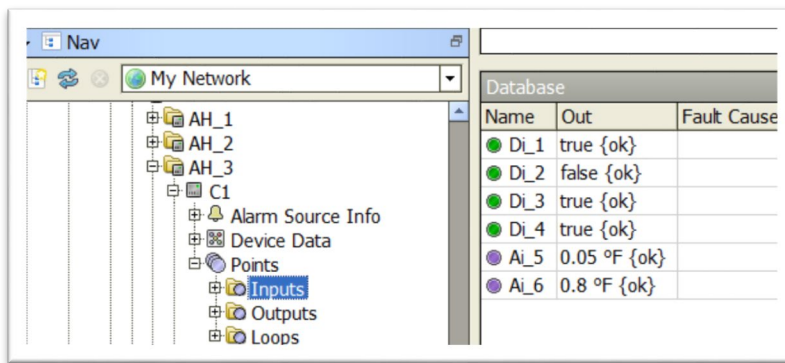 Nav
My Network
AH_1
AH_2
AH_3
C1
Alarm Source Info
Device Data
Points
Inputs
Outputs
Loops
Database
Name Out Fault Cause
Di_1 true {ok}
Di_2 false {ok}
Di_3 true {ok}
Di_4 true {ok}
Ai_5 0.05 ºF {ok}
Ai_6 0.8 ºF {ok}